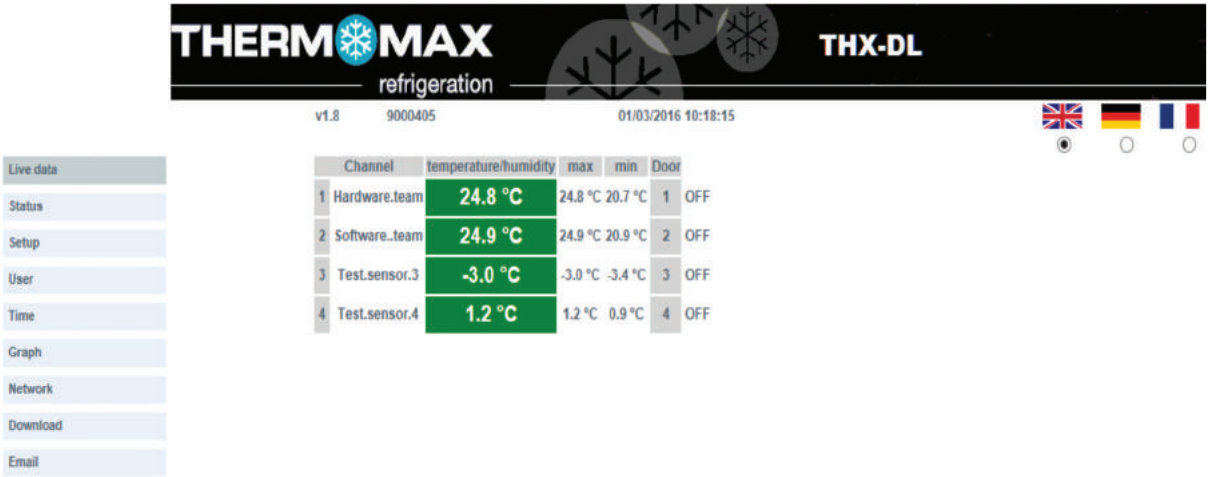 THERMOMAX
refrigeration
THX-DL
v1.8 9000405 01/03/2016 10:18:15
Live data
Status
Setup
User
Time
Graph
Network
Download
Email
Channel temperature/humidity max min Door
1 Hardware.team 24.8 °C 24.8 °C 20.7 °C 1 OFF
2 Software..team 24.9 °C 24.9 °C 20.9 °C 2 OFF
3 Test.sensor.3 -3.0 °C -3.0 °C -3.4 °C 3 OFF
4 Test.sensor.4 1.2 °C 1.2 °C 0.9 °C 4 OFF